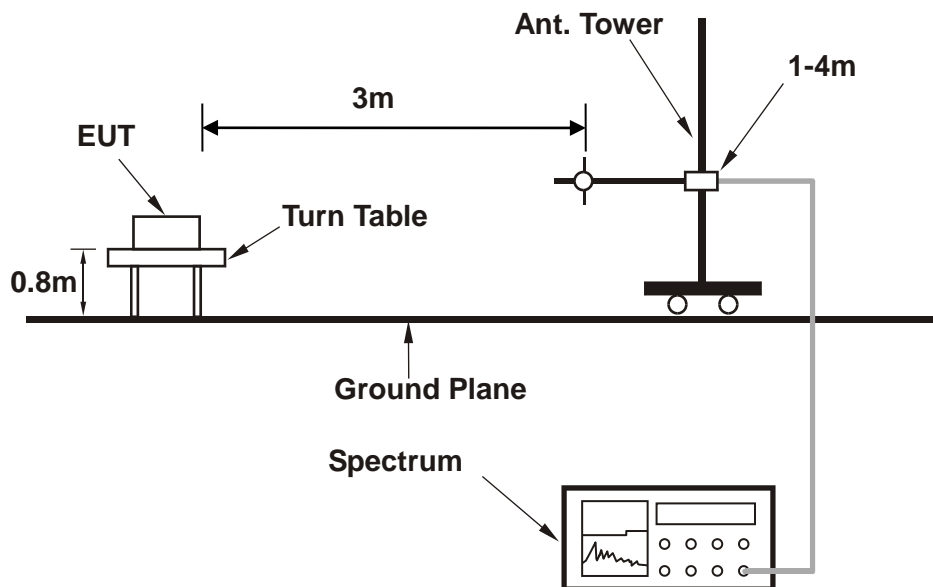 Ant. Tower
1-4m
3m
EUT
Turn Table
0.8m
Ground Plane
Spectrum